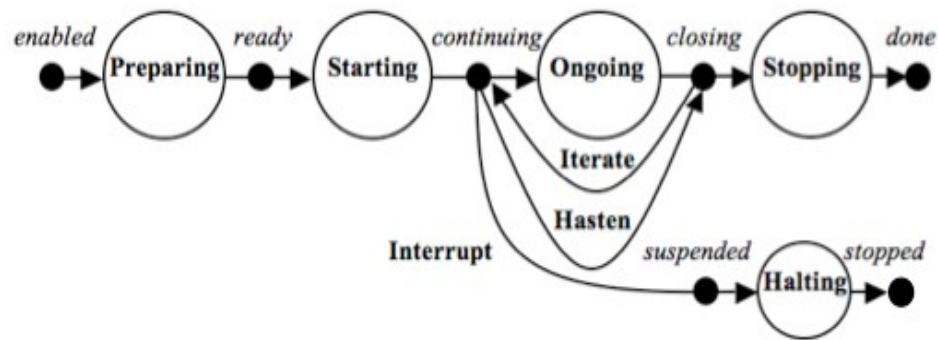 enabled ready continuing closing done
Preparing Starting Ongoing Stopping
Iterate
Hasten
Interrupt suspended stopped
Halting